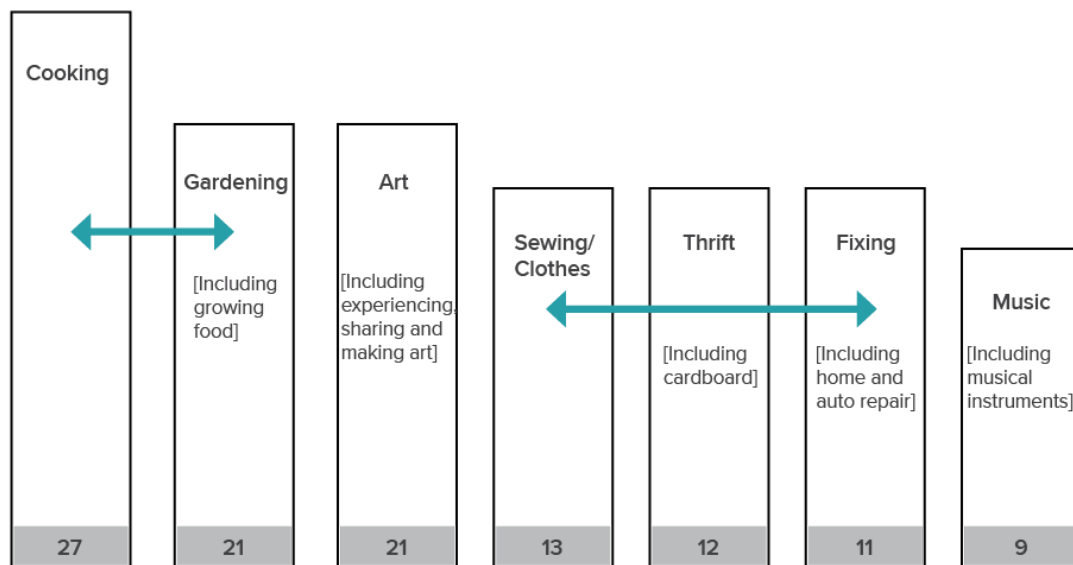 Cooking
27
Gardening
[Including
growing
food]
21
Art
[Including
experiencing,
sharing and
making art]
21
Sewing/
Clothes
13
Thrift
[Including
cardboard]
12
Fixing
[Including
home and
auto repair]
11
Music
[Including
musical
instruments]
9